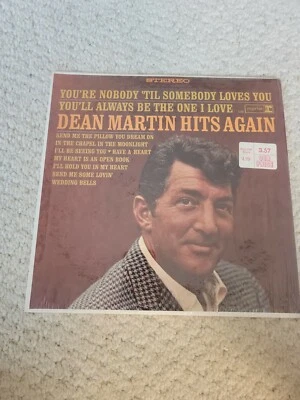 STEREO
YOU'RE NOBODY 'TIL SOMEBODY LOVES YOU
YOU'LL ALWAYS BE THE ONE I LOVE
DEAN MARTIN HITS AGAIN
SEND ME THE PILLOW YOU DREAM ON
IN THE CHAPEL IN THE MOONLIGHT
I'LL BE SEEING YOU • HAVE A HEART
MY HEART IS AN OPEN BOOK
I'LL HOLD YOU IN MY HEART
SEND ME SOME LOVIN'
WEDDING BELLS
3.57